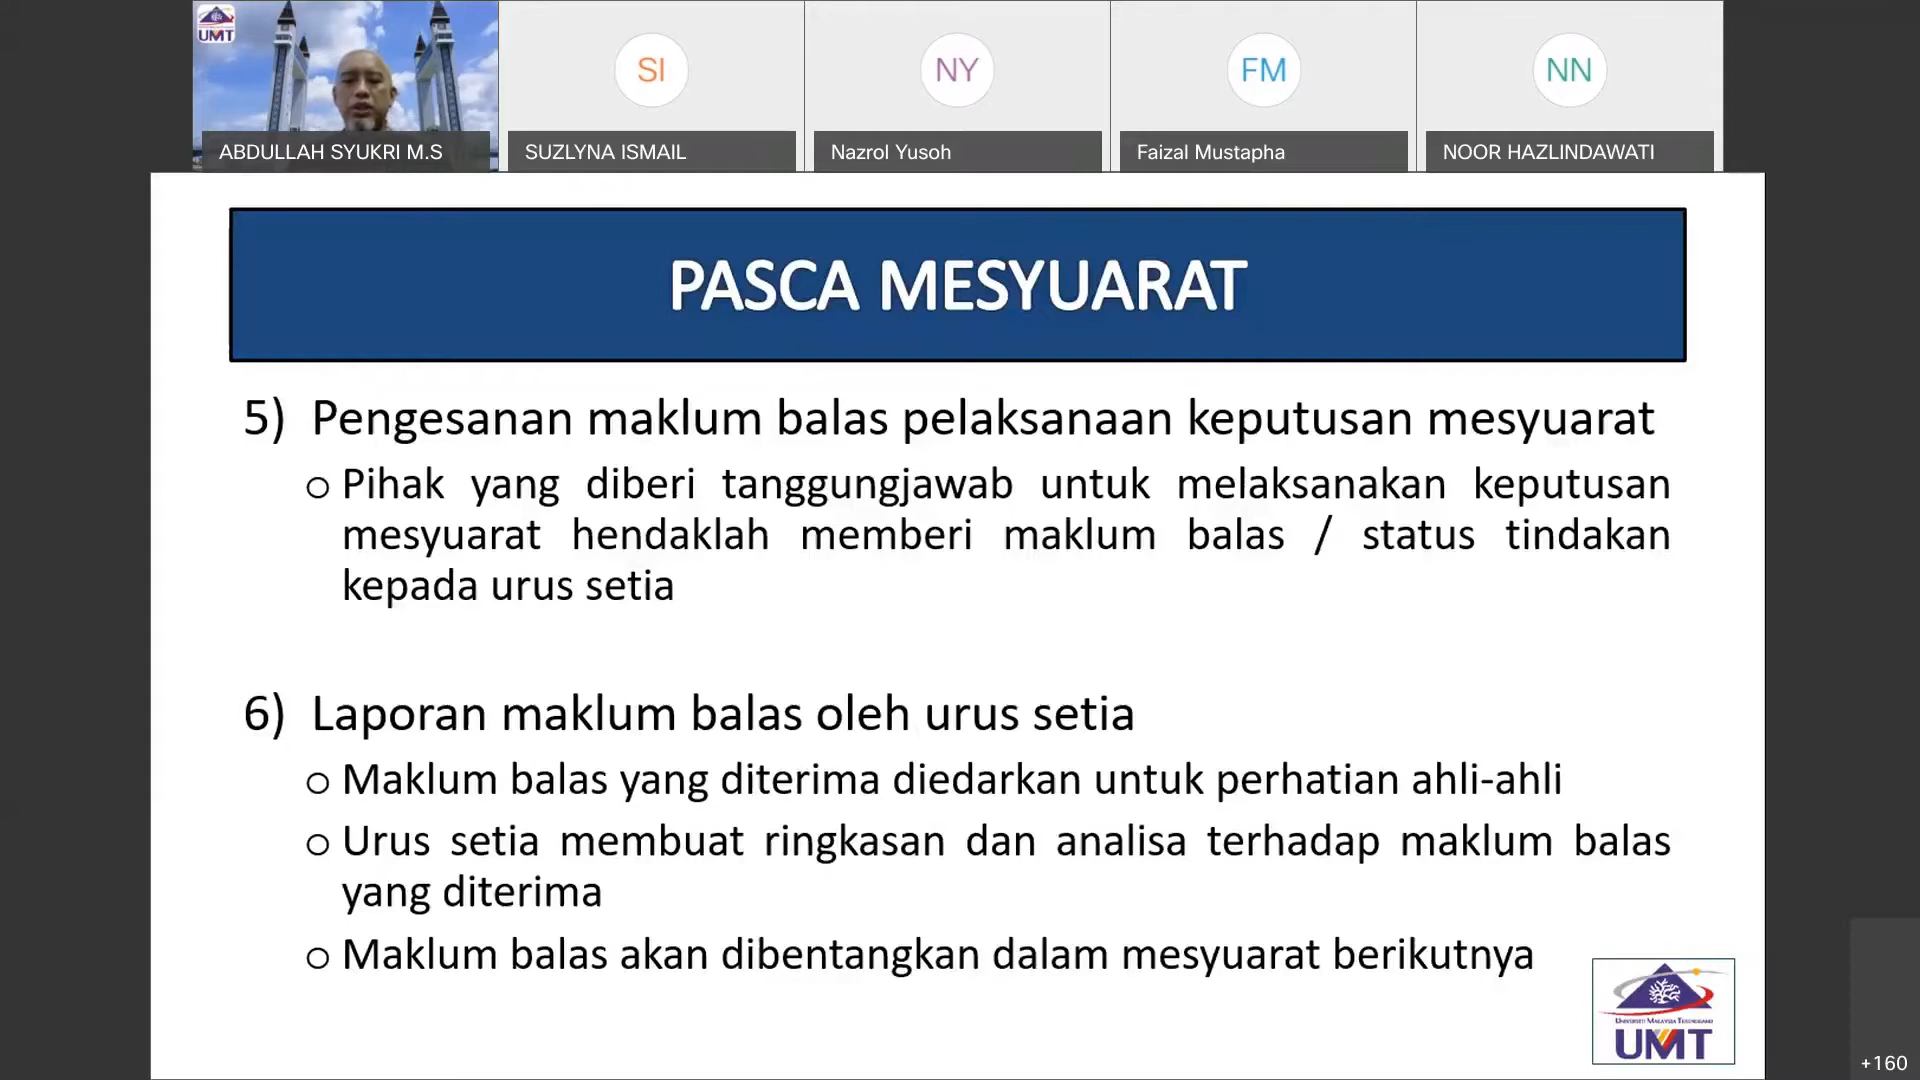 UMT
SI
NY
FM
NN
ABDULLAH SYUKRI M.S
SUZLYNA ISMAIL
Nazrol Yusoh
Faizal Mustapha
NOOR HAZLINDAWATI
PASCA MESYUARAT
5) Pengesanan maklum balas pelaksanaan keputusan mesyuarat
o Pihak yang diberi tanggungjawab untuk melaksanakan keputusan
mesyuarat hendaklah memberi maklum balas / status tindakan
kepada urus setia
6) Laporan maklum balas oleh urus setia
o Maklum balas yang diterima diedarkan untuk perhatian ahli-ahli
o Urus setia membuat ringkasan dan analisa terhadap maklum balas
yang diterima
o Maklum balas akan dibentangkan dalam mesyuarat berikutnya
UNIVERSITI MALAYSIA TERENGGANU
UMT
+160